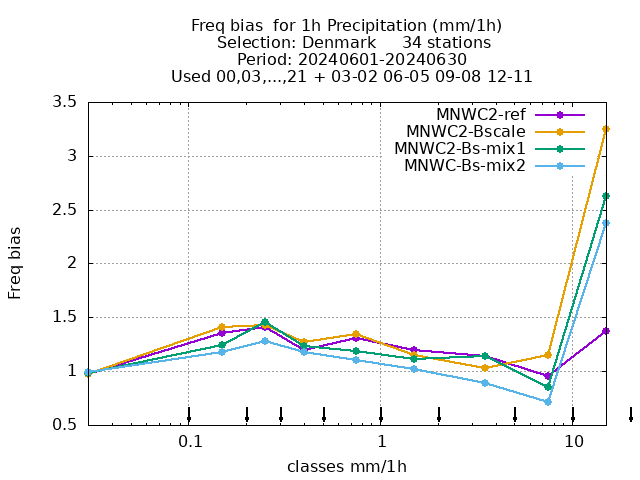 Freq bias  for 1h Precipitation (mm/1h)
Selection: Denmark     34 stations
Period: 20240601-20240630
Used 00,03,...,21 + 03-02 06-05 09-08 12-11
MNWC2-ref
MNWC2-Bscale
MNWC2-Bs-mix1
MNWC-Bs-mix2
3.5
3
2.5
2
1.5
1
0.5
Freq bias
0.1 1 10
classes mm/1h